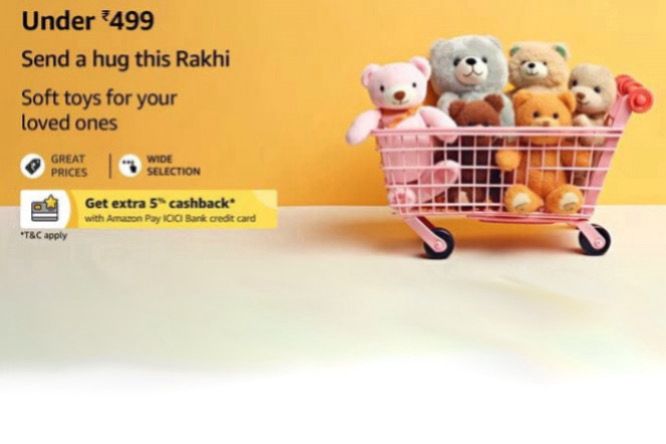 Under ₹499
Send a hug this Rakhi
Soft toys for your
loved ones
GREAT
PRICES
WIDE
SELECTION
Get extra 5% cashback*
with Amazon Pay ICICI Bank credit card
*T&C apply